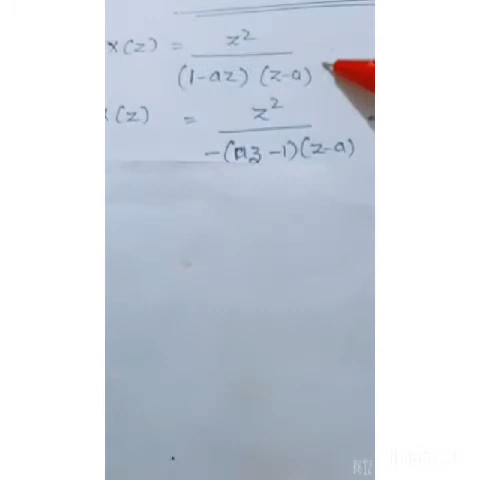 X(z) = z² / (1-az) (z-a)
(z) = z² / -(az -1)(z-a)